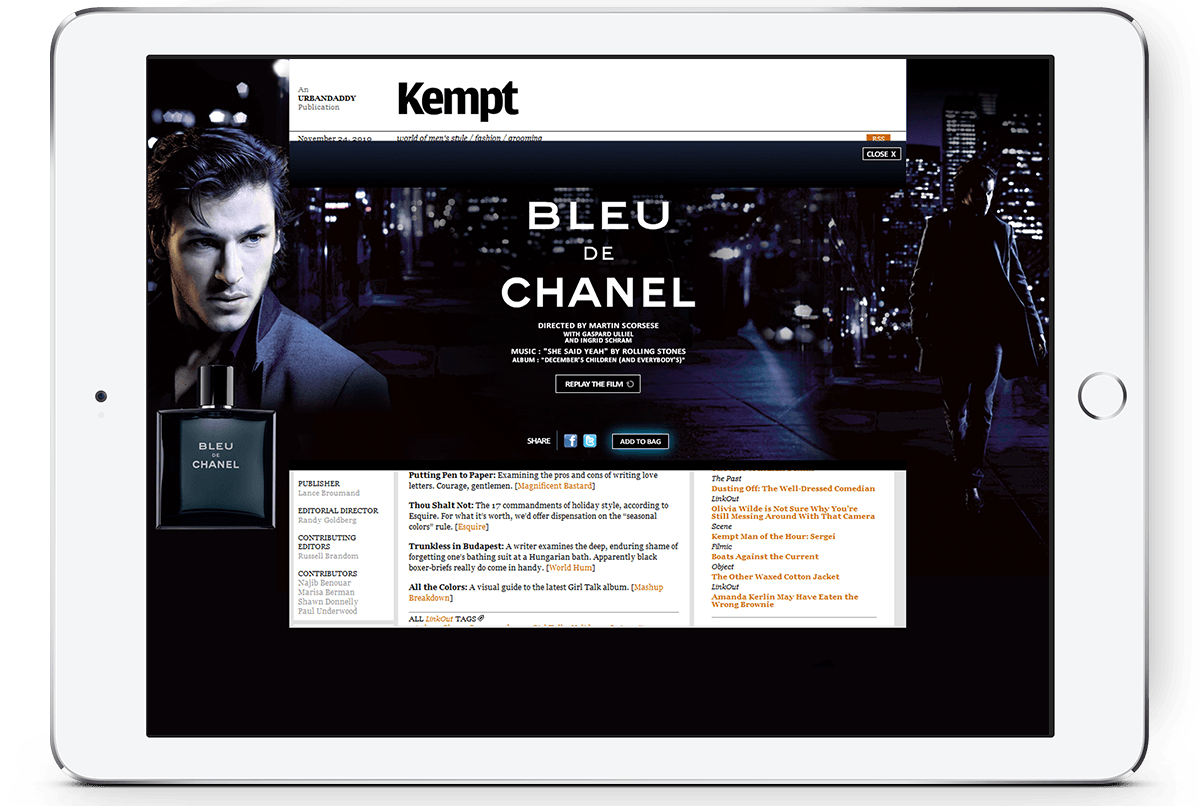 An
URBANDADDY
Publication
Kempt
November 24, 2010
world of men's style / fashion / grooming
RSS
CLOSE X
BLEU
DE
CHANEL
DIRECTED BY MARTIN SCORSESE
WITH GASPARD ULLIEL
AND INGRID SCHRAM
MUSIC : "SHE SAID YEAH" BY ROLLING STONES
ALBUM : "DECEMBER'S CHILDREN (AND EVERYBODY'S)"
REPLAY THE FILM
SHARE
ADD TO BAG
BLEU
DE
CHANEL
PUBLISHER
Lance Broumand
EDITORIAL DIRECTOR
Randy Goldberg
CONTRIBUTING
EDITORS
Russell Brandom
CONTRIBUTORS
Najib Benouar
Marisa Berman
Shawn Donnelly
Paul Underwood
Putting Pen to Paper: Examining the pros and cons of writing love
letters. Courage, gentlemen. [Magnificent Bastard]
Thou Shalt Not: The 17 commandments of holiday style, according to
Esquire. For what it's worth, we'd offer dispensation on the “seasonal
colors” rule. [Esquire]
Trunkless in Budapest: A writer examines the deep, enduring shame of
forgetting one's bathing suit at a Hungarian bath. Apparently black
boxer-briefs really do come in handy. [World Hum]
All the Colors: A visual guide to the latest Girl Talk album. [Mashup
Breakdown]
ALL LinkOut TAGS
The Past
Dusting Off: The Well-Dressed Comedian
LinkOut
Olivia Wilde is Not Sure Why You're
Still Messing Around With That Camera
Scene
Kempt Man of the Hour: Sergei
Filmic
Boats Against the Current
Object
The Other Waxed Cotton Jacket
LinkOut
Amanda Kerlin May Have Eaten the
Wrong Brownie